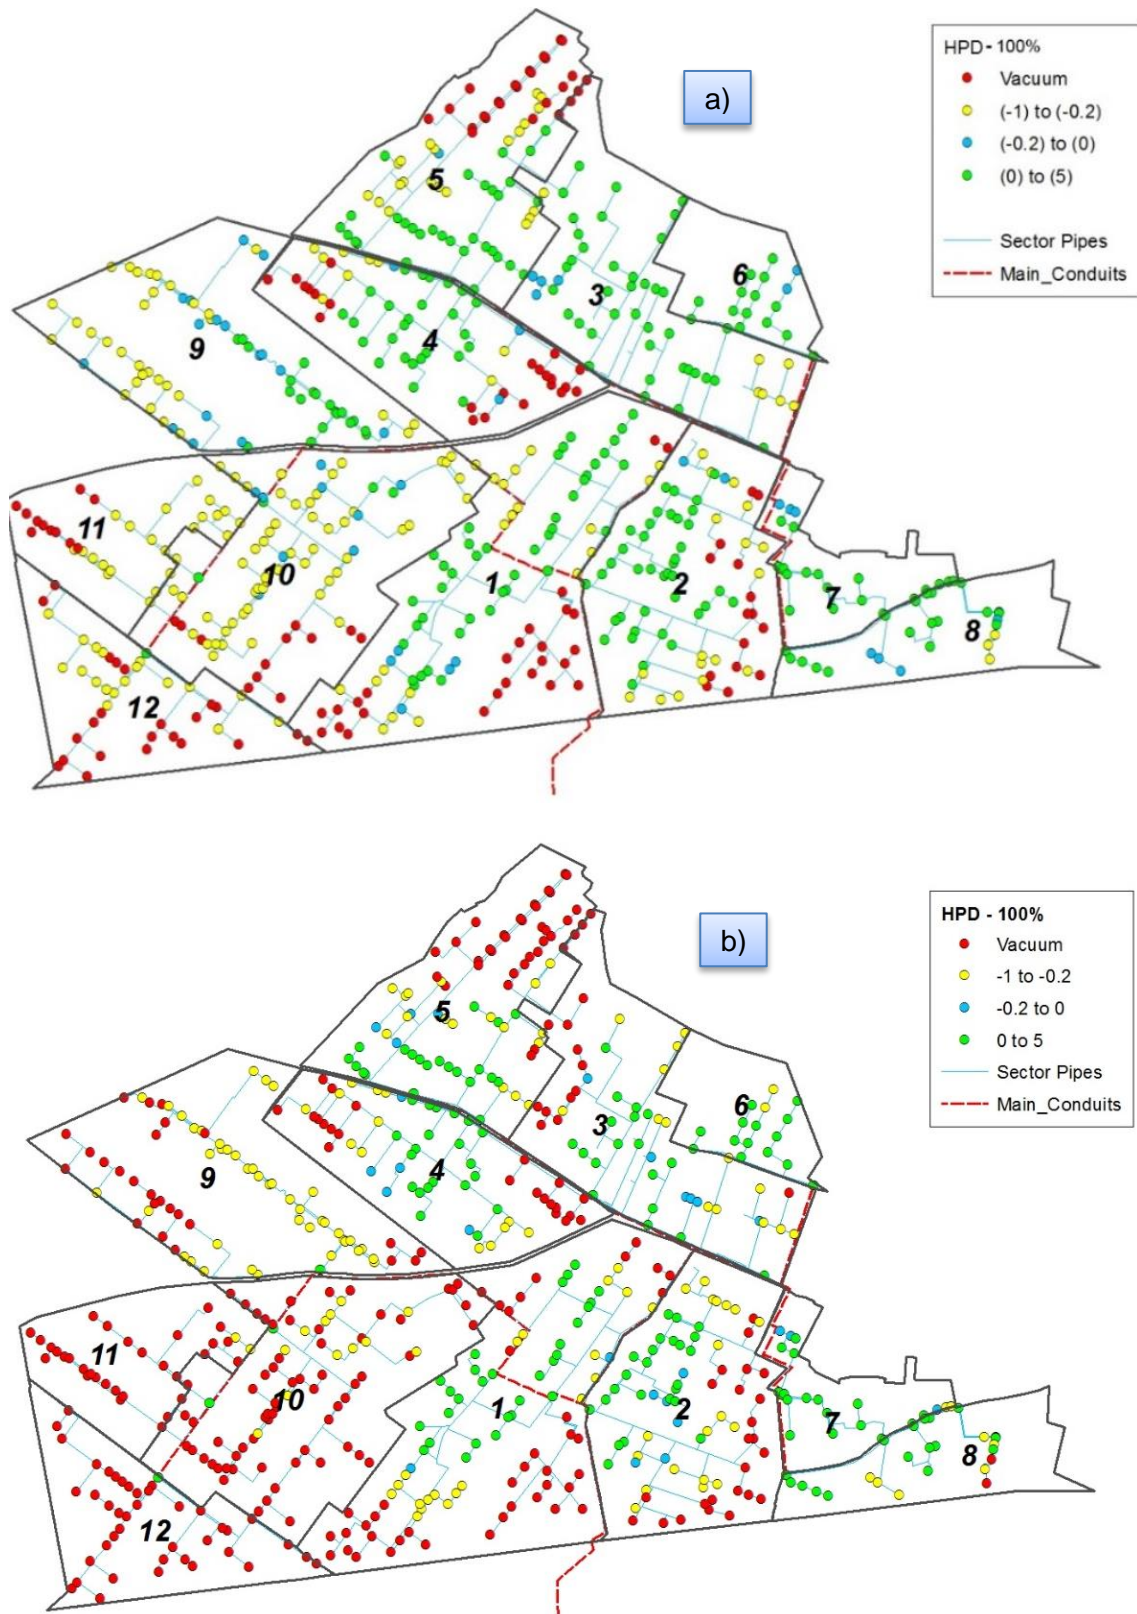 a)
HPD - 100%
Vacuum
(-1) to (-0.2)
(-0.2) to (0)
(0) to (5)
Sector Pipes
Main_Conduits
5
6
3
4
9
11
10
1
2
7
8
12
b)
HPD - 100%
Vacuum
-1 to -0.2
-0.2 to 0
0 to 5
Sector Pipes
Main_Conduits
5
6
3
4
9
11
10
1
2
7
8
12